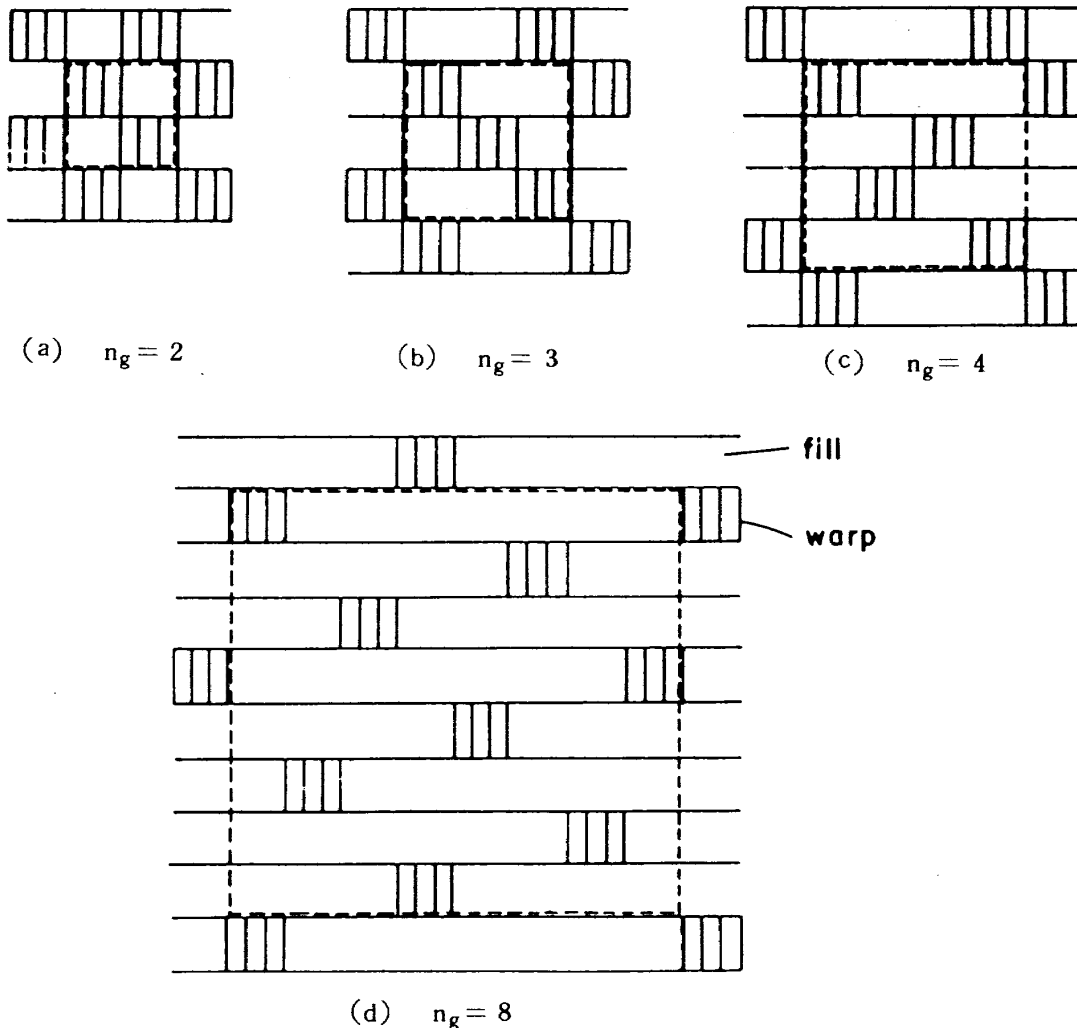 (a) n_g = 2
(b) n_g = 3
(c) n_g = 4
fill
warp
(d) n_g = 8